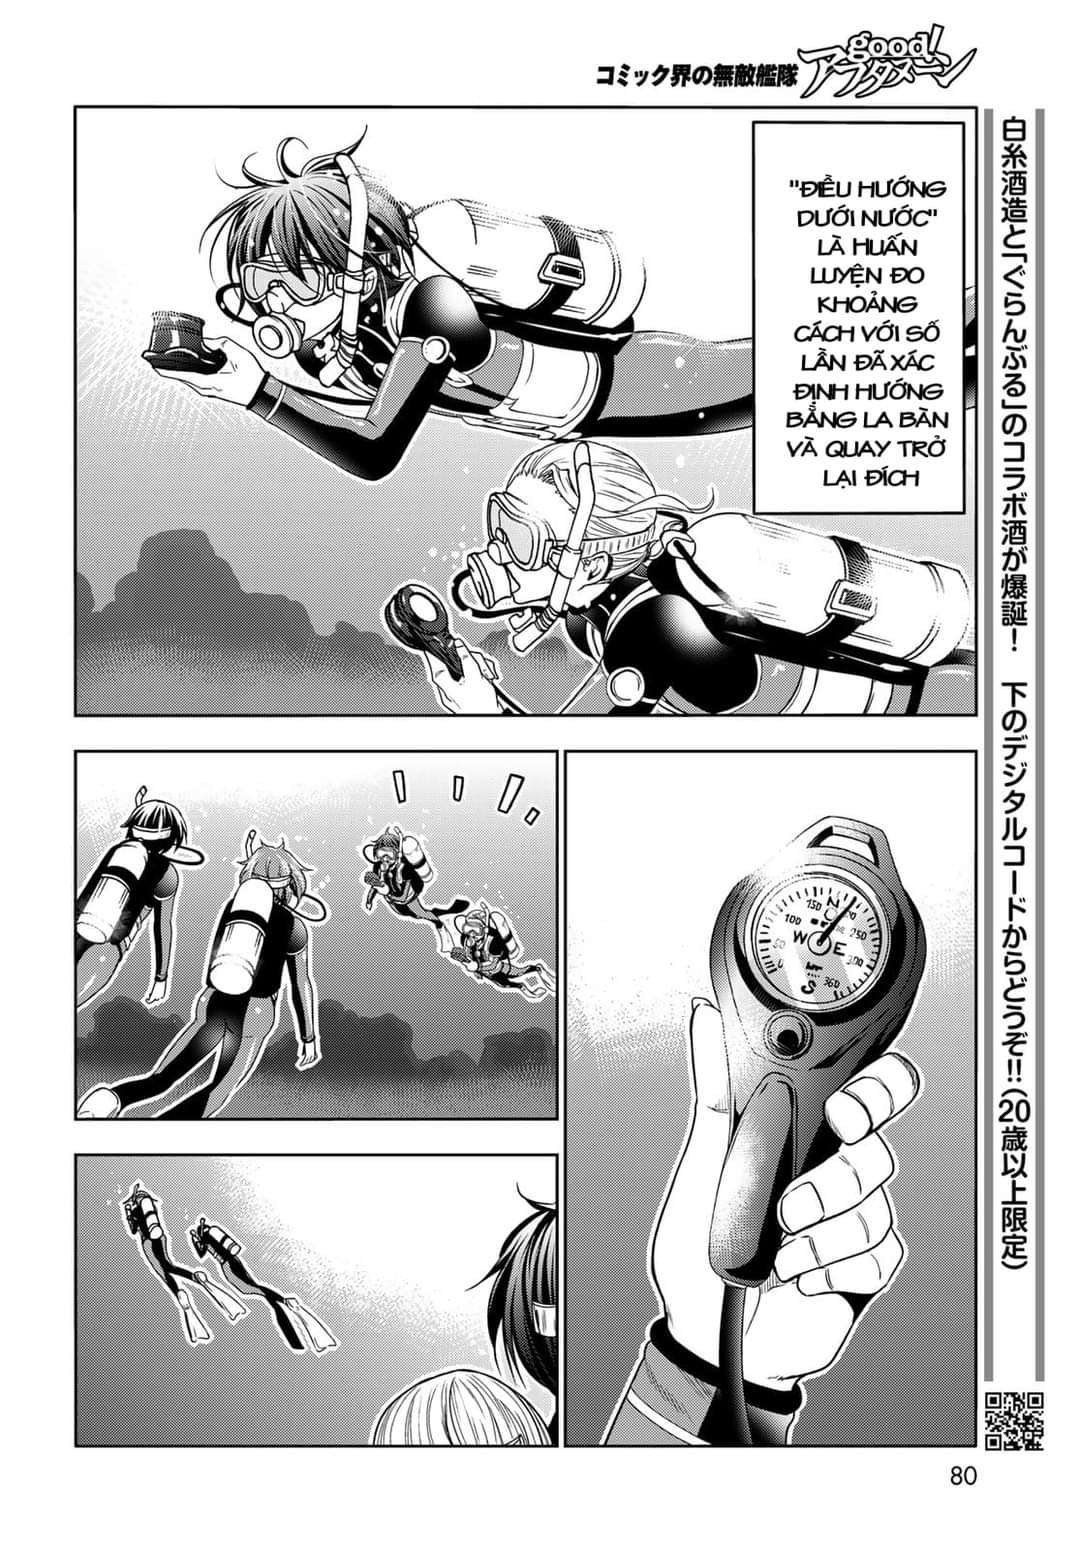 コミック界の無敵艦隊
good!
アフタヌーン
"ĐIỀU HƯỚNG
DƯỚI NƯỚC"
LÀ HUẤN
LUYỆN ĐO
KHOẢNG
CÁCH VỚI SỐ
LẦN ĐÃ XÁC
ĐỊNH HƯỚNG
BẰNG LA BÀN
VÀ QUAY TRỞ
LẠI ĐÍCH
白糸酒造と「ぐらんぶる」のコラボ酒が爆誕！ 下のデジタルコードからどうぞ!!(20歳以上限定)
N
W
E
S
150
100
50
0
250
300
360
80